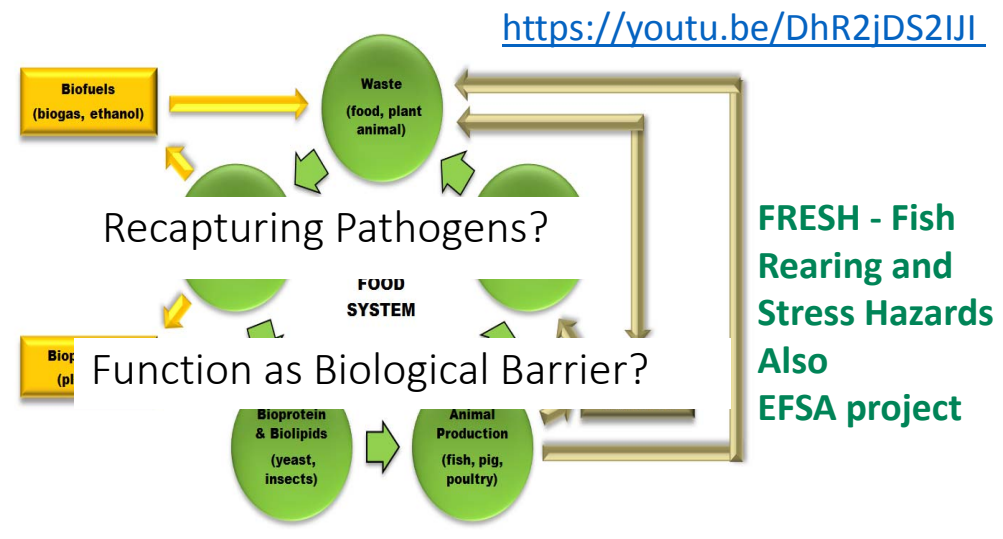 https://youtu.be/DhR2jDS2IJI
Biofuels
(biogas, ethanol)
Waste
(food, plant
animal)
Recapturing Pathogens?
FOOD
SYSTEM
FRESH - Fish
Rearing and
Stress Hazards
Also
EFSA project
Function as Biological Barrier?
Bioprotein
& Biolipids
(yeast,
insects)
Animal
Production
(fish, pig,
poultry)